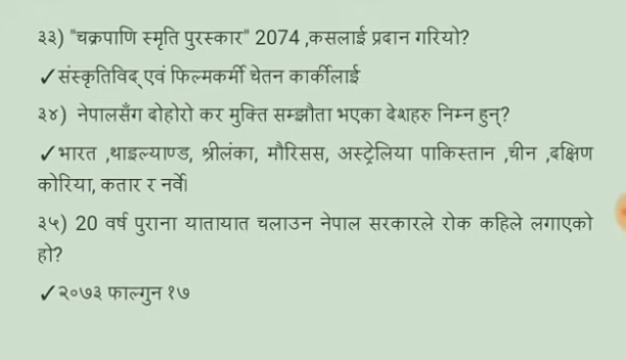 ३३) "चक्रपाणि स्मृति पुरस्कार" 2074 ,कसलाई प्रदान गरियो?
✓संस्कृतिविद् एवं फिल्मकर्मी चेतन कार्कीलाई
३४) नेपालसँग दोहोरो कर मुक्ति सम्झौता भएका देशहरु निम्न हुन्?
✓भारत ,थाइल्याण्ड, श्रीलंका, मौरिसस, अस्ट्रेलिया पाकिस्तान ,चीन ,दक्षिण
कोरिया, कतार र नर्वे।
३५) 20 वर्ष पुराना यातायात चलाउन नेपाल सरकारले रोक कहिले लगाएको
हो?
✓२०७३ फाल्गुन १७